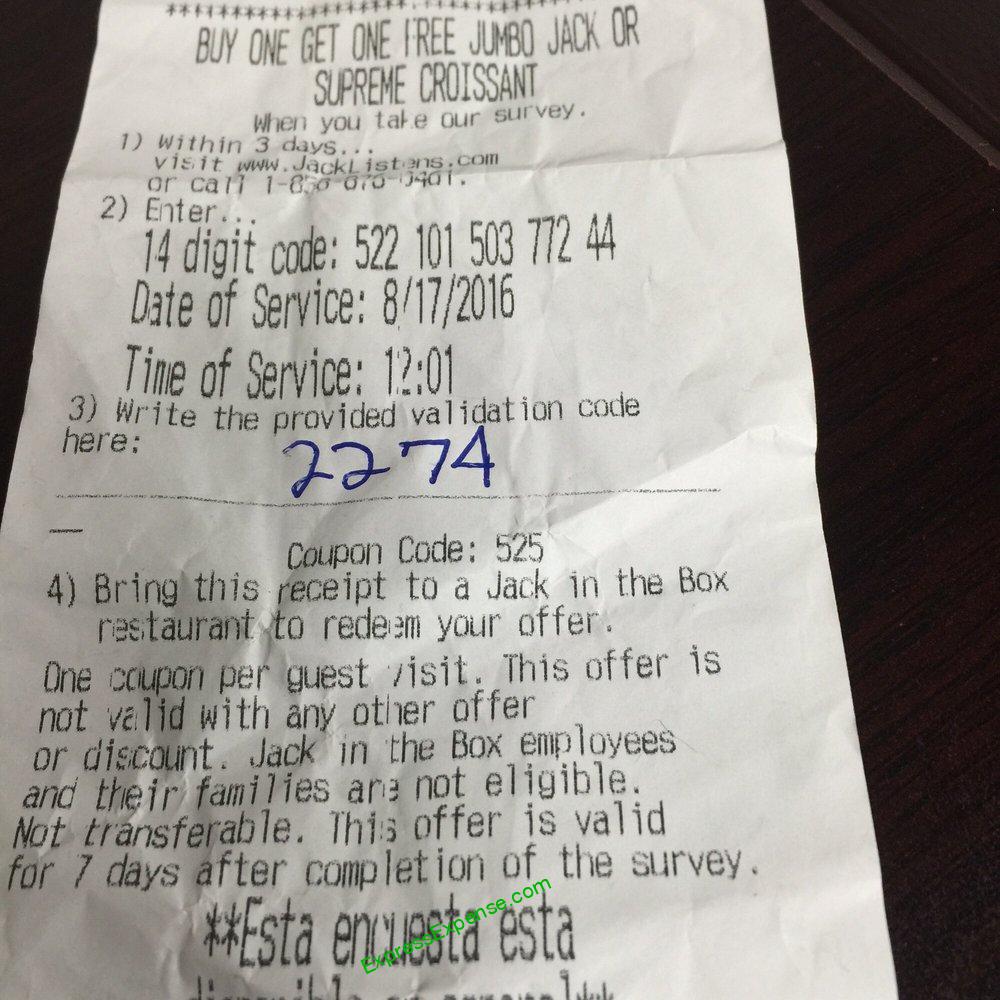 BUY ONE GET ONE FREE JUMBO JACK OR
SUPREME CROISSANT
When you take our survey.
1) Within 3 days...
visit www.JackListens.com
or call
2) Enter...
14 digit code: 522 101 503 772 44
Date of Service: 8/17/2016
Time of Service: 12:01
3) Write the provided validation code
here:
2274
Coupon Code: 525
4) Bring this receipt to a Jack in the Box
restaurant to redeem your offer.
One coupon per guest visit. This offer is
not valid with any other offer
or discount. Jack in the Box employees
and their families are not eligible.
Not transferable. This offer is valid
for 7 days after completion of the survey.
**Esta encuesta esta
ExpressExpense.com